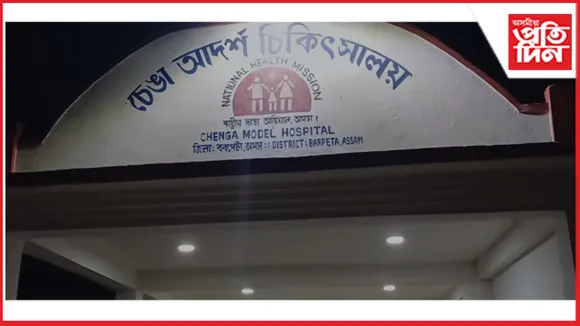 অসমীয়া
প্ৰতি
দিন
চেঙা আদৰ্শ চিকিৎসালয়
NATIONAL HEALTH MISSION
ৰাষ্ট্ৰীয় স্বাস্থ্য অভিযান, অসম।
CHENGA MODEL HOSPITAL
জিলা: বৰপেটা, অসম :: DISTRICT: BARPETA, ASSAM